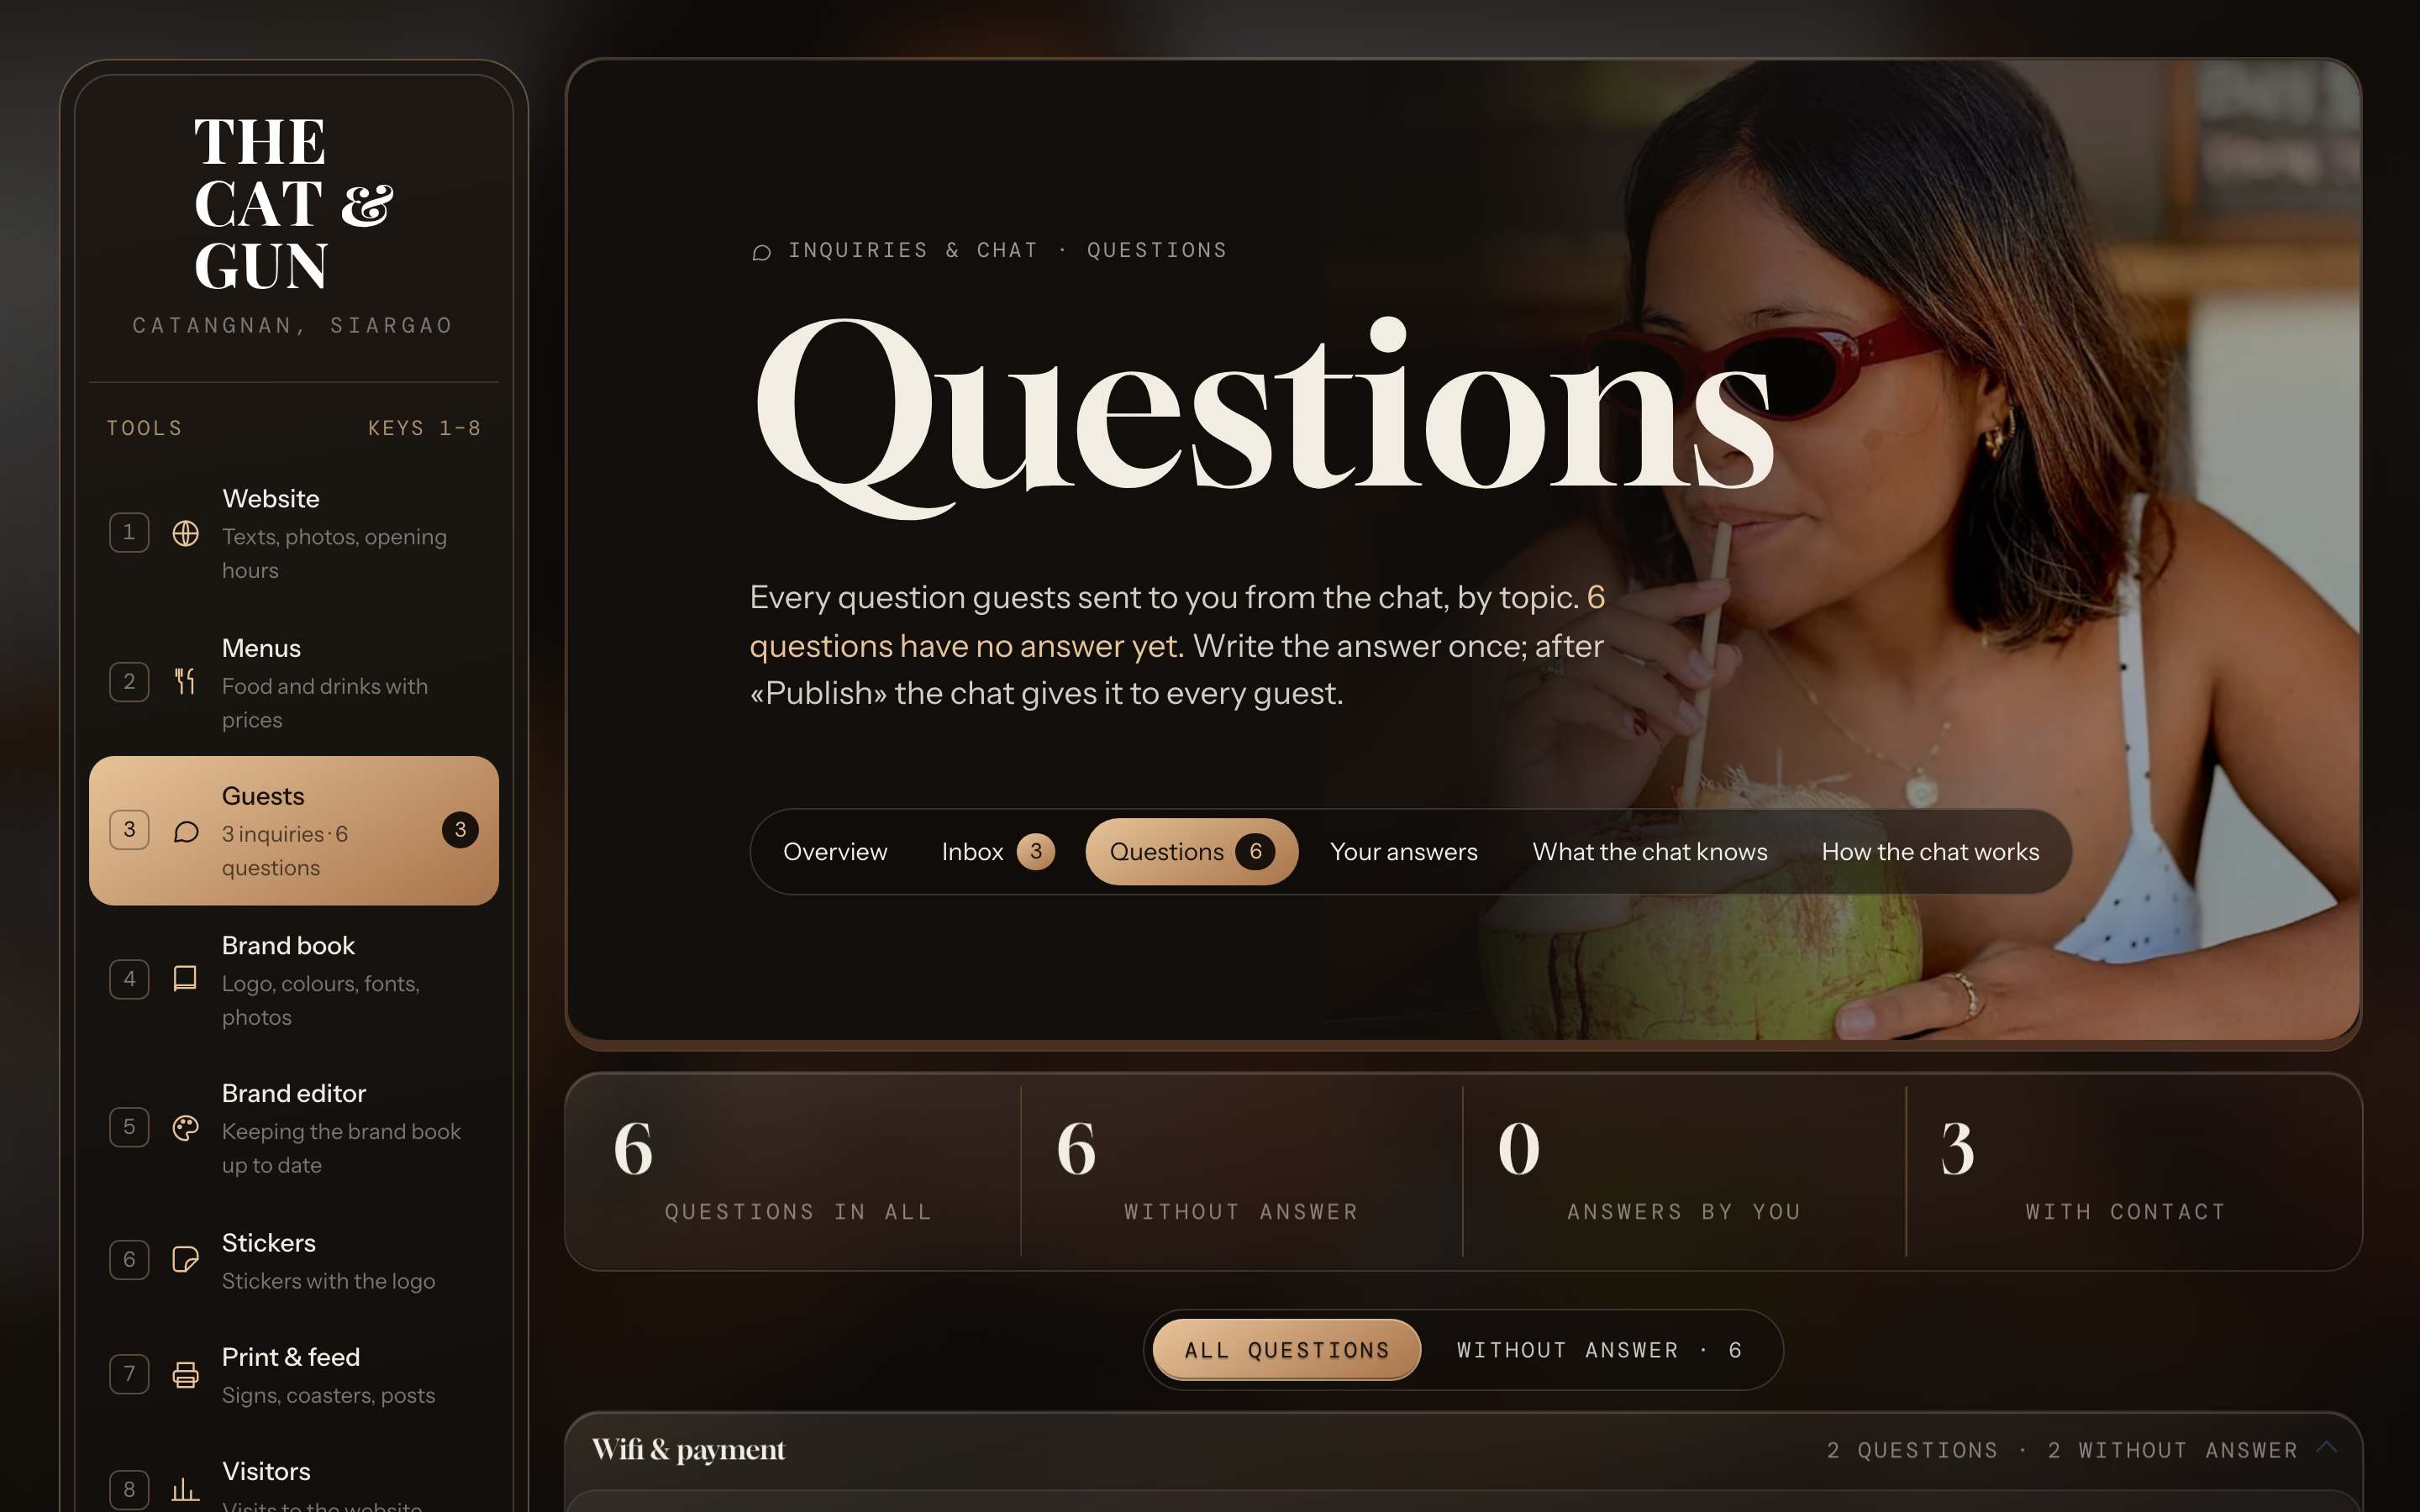 THE
CAT &
GUN
CATANGNAN, SIARGAO
TOOLS KEYS 1–8
1
Website
Texts, photos, opening
hours
2
Menus
Food and drinks with
prices
3
Guests
3 inquiries · 6
questions
3
4
Brand book
Logo, colours, fonts,
photos
5
Brand editor
Keeping the brand book
up to date
6
Stickers
Stickers with the logo
7
Print & feed
Signs, coasters, posts
8
Visitors
Visits to the website
INQUIRIES & CHAT · QUESTIONS
Questions
Every question guests sent to you from the chat, by topic. 6
questions have no answer yet. Write the answer once; after
«Publish» the chat gives it to every guest.
Overview Inbox 3 Questions 6 Your answers What the chat knows How the chat works
6
QUESTIONS IN ALL
6
WITHOUT ANSWER
0
ANSWERS BY YOU
3
WITH CONTACT
ALL QUESTIONS WITHOUT ANSWER · 6
Wifi & payment 2 QUESTIONS · 2 WITHOUT ANSWER